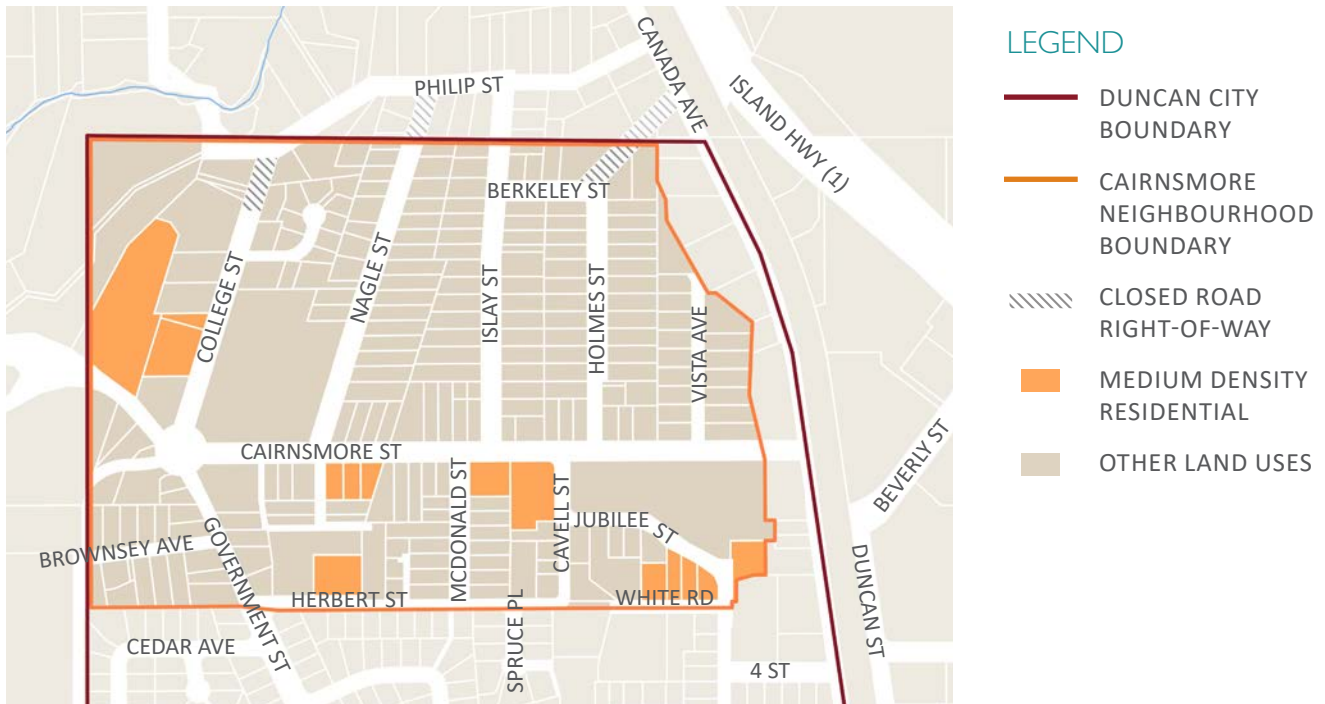 CANADA AVE
ISLAND HWY (1)
PHILIP ST
BERKELEY ST
COLLEGE ST
NAGLE ST
ISLAY ST
HOLMES ST
VISTA AVE
CAIRNSMORE ST
MCDONALD ST
CAVELL ST
JUBILEE ST
BEVERLY ST
BROWNSEY AVE
GOVERNMENT ST
HERBERT ST
WHITE RD
SPRUCE PL
DUNCAN ST
CEDAR AVE
4 ST
LEGEND
DUNCAN CITY
BOUNDARY
CAIRNSMORE
NEIGHBOURHOOD
BOUNDARY
CLOSED ROAD
RIGHT-OF-WAY
MEDIUM DENSITY
RESIDENTIAL
OTHER LAND USES